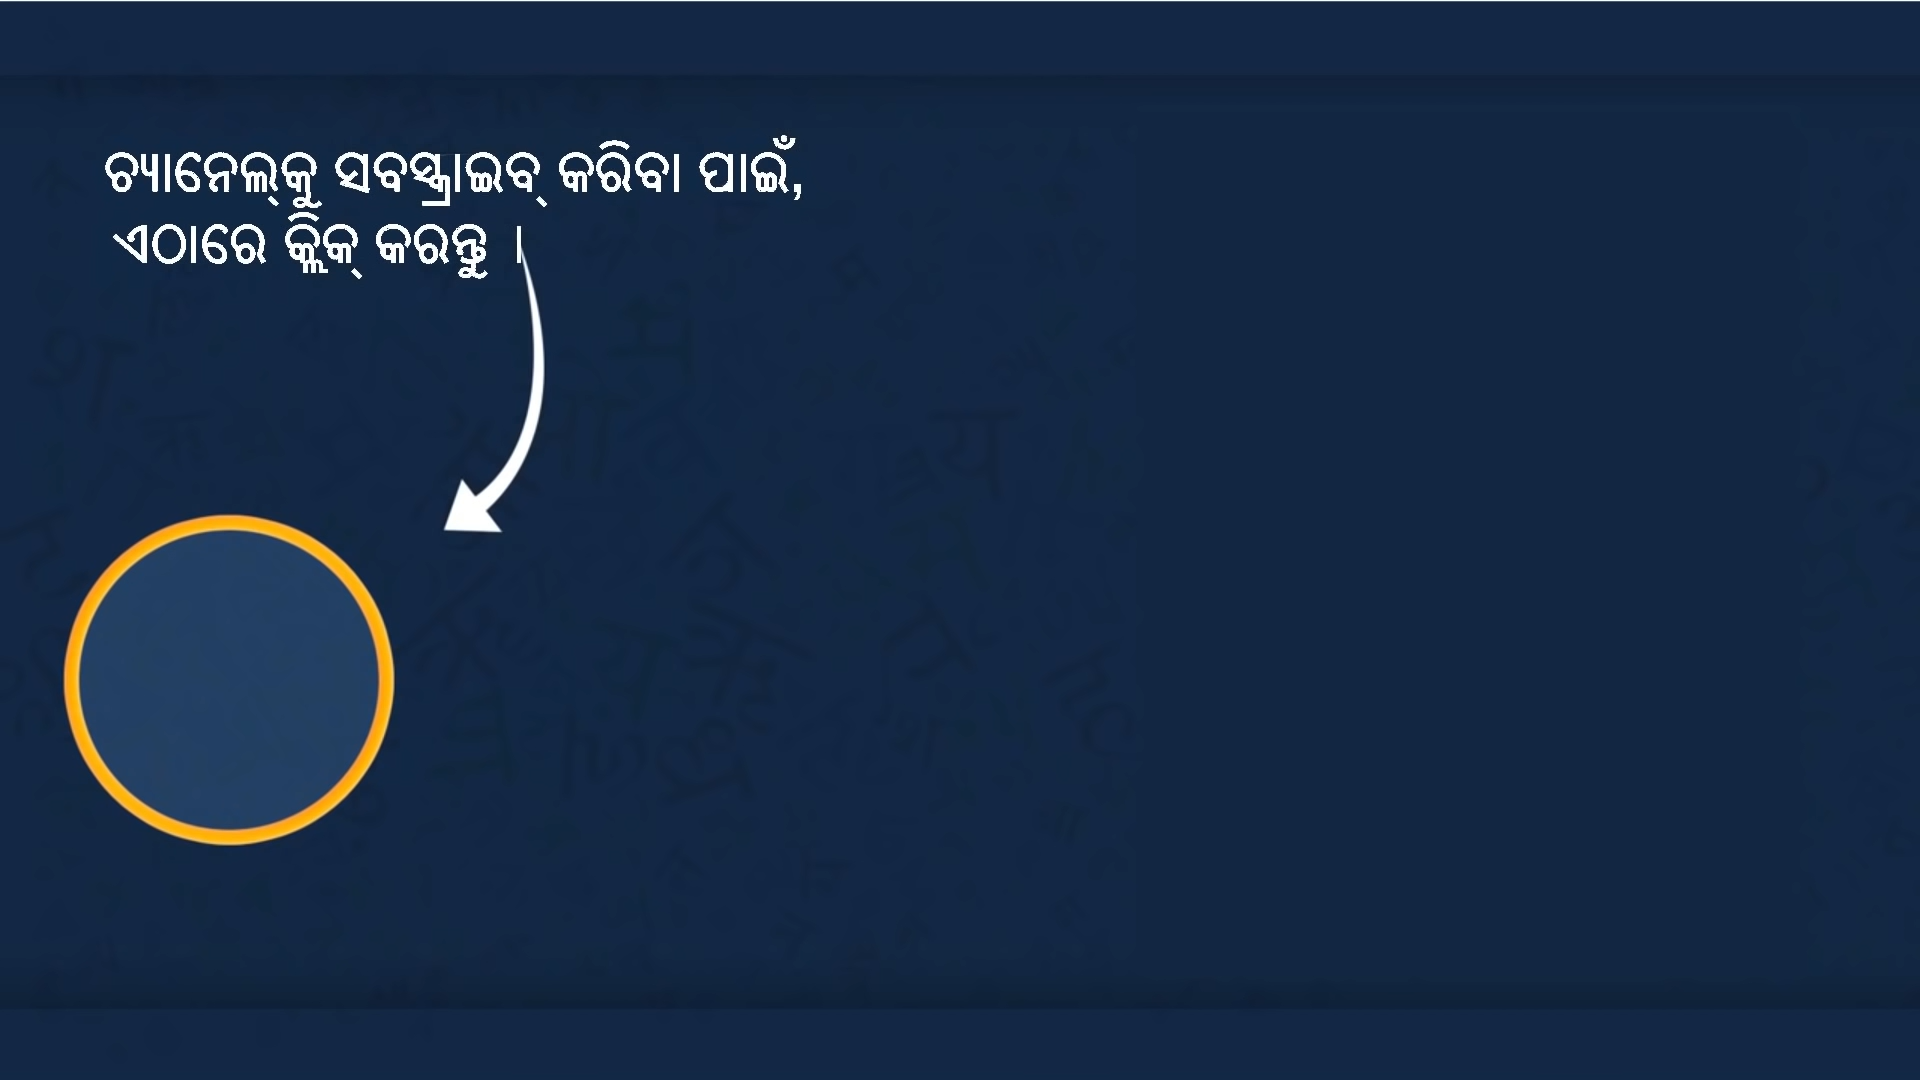 ଚ୍ୟାନେଲ୍‌କୁ ସବସ୍କ୍ରାଇବ୍ କରିବା ପାଇଁ,
ଏଠାରେ କ୍ଲିକ୍ କରନ୍ତୁ ।